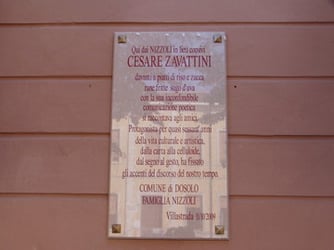 Qui dai NIZZOLI in lieti convivi
CESARE ZAVATTINI
davanti a piatti di riso e zucca
rane fritte sugo d'uva
con la sua inconfondibile
comunicazione poetica
si raccontava agli amici.
Protagonista per quasi sessant'anni
della vita culturale e artistica,
dalla carta alla celluloide,
dal segno al gesto, ha fissato
gli accenti del discorso del nostro tempo.
COMUNE di DOSOLO
FAMIGLIA NIZZOLI
Villastrada 2009